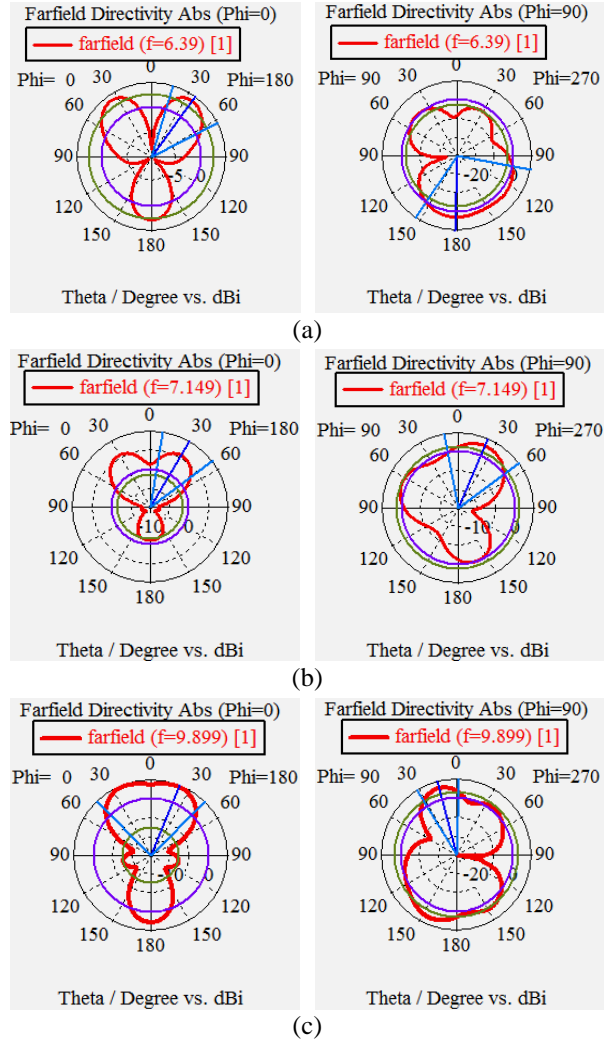 Farfield Directivity Abs (Phi=0)
farfield (f=6.39) [1]
Phi= 0 30 0 30 Phi=180
60 60
90 -5 0 90
120 120
150 180 150
Theta / Degree vs. dBi
Farfield Directivity Abs (Phi=90)
farfield (f=6.39) [1]
Phi= 90 30 0 30 Phi=270
60 60
90 -20 0 90
120 120
150 180 150
Theta / Degree vs. dBi
(a)
Farfield Directivity Abs (Phi=0)
farfield (f=7.149) [1]
Phi= 0 30 0 30 Phi=180
60 60
90 -10 0 90
120 120
150 180 150
Theta / Degree vs. dBi
Farfield Directivity Abs (Phi=90)
farfield (f=7.149) [1]
Phi= 90 30 0 30 Phi=270
60 60
90 -10 0 90
120 120
150 180 150
Theta / Degree vs. dBi
(b)
Farfield Directivity Abs (Phi=0)
farfield (f=9.899) [1]
Phi= 0 30 0 30 Phi=180
60 60
90 -20 0 90
120 120
150 180 150
Theta / Degree vs. dBi
Farfield Directivity Abs (Phi=90)
farfield (f=9.899) [1]
Phi= 90 30 0 30 Phi=270
60 60
90 -20 0 90
120 120
150 180 150
Theta / Degree vs. dBi
(c)